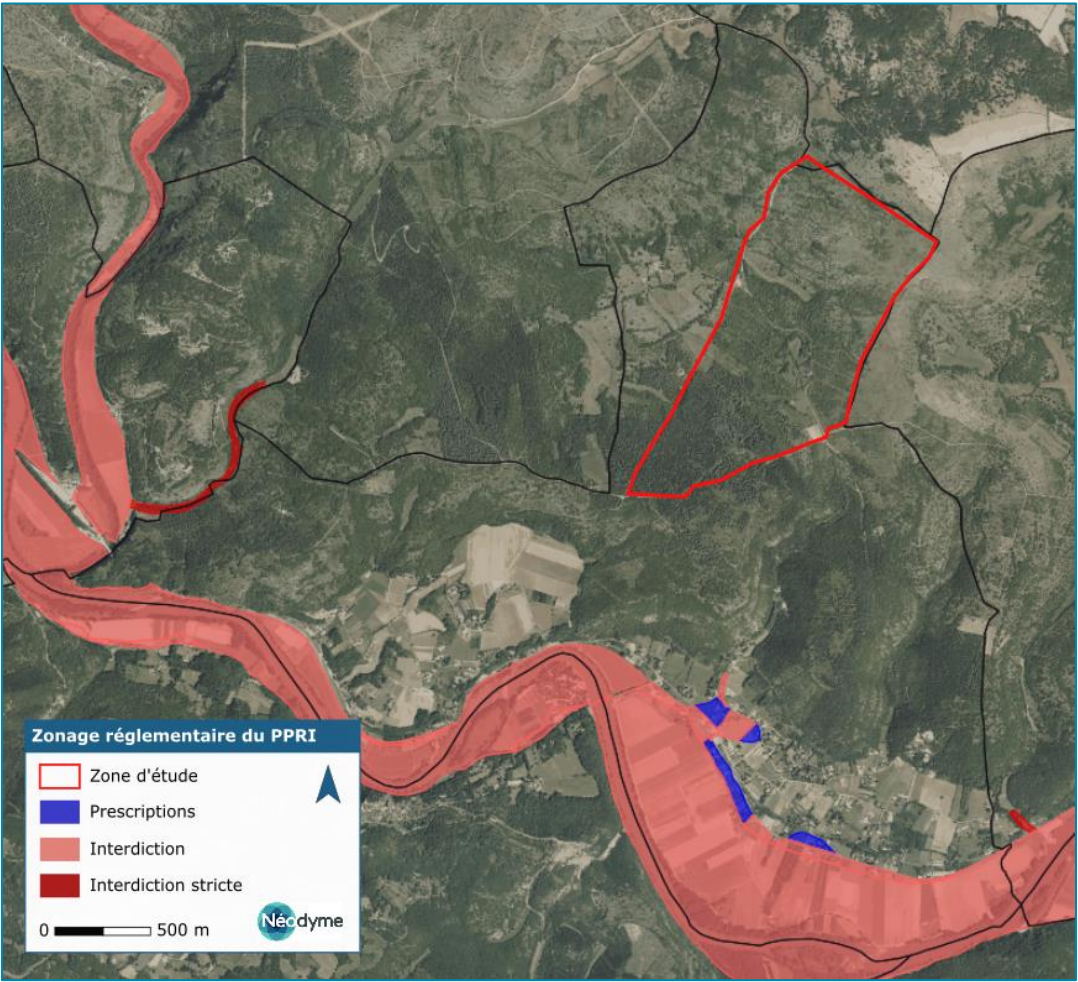 Zonage réglementaire du PPRI
Zone d'étude
Prescriptions
Interdiction
Interdiction stricte
0 500 m
Néodyme